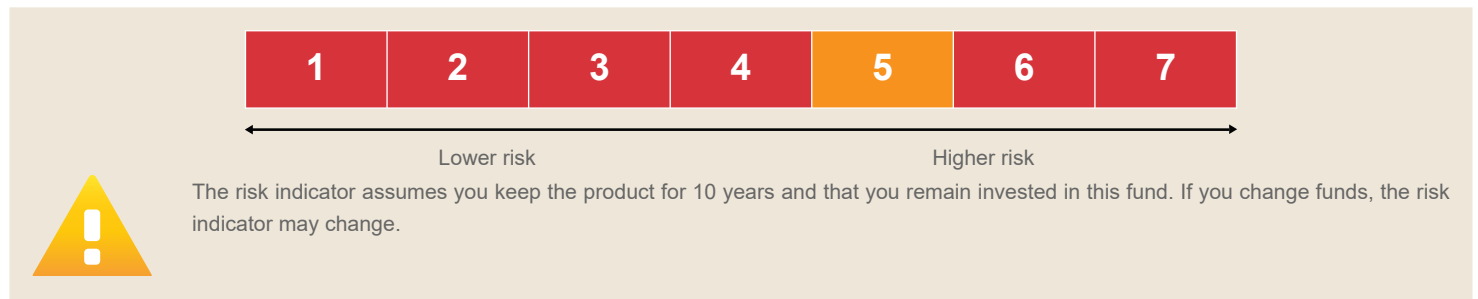 1 2 3 4 5 6 7
Lower risk Higher risk
The risk indicator assumes you keep the product for 10 years and that you remain invested in this fund. If you change funds, the risk
indicator may change.